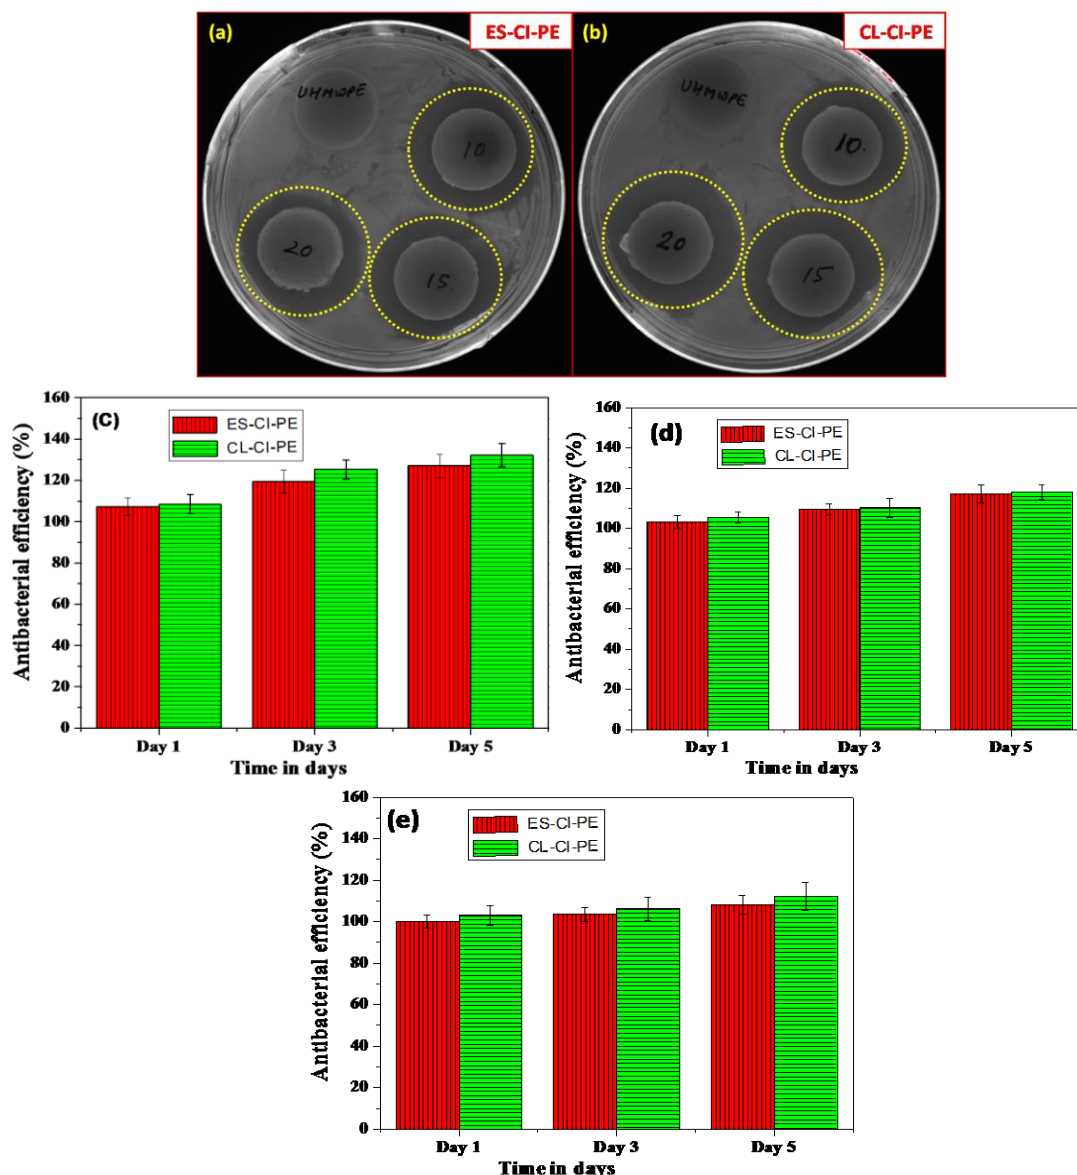 (a)
ES-CI-PE
UHMWPE
10
20
15.
(b)
CL-CI-PE
UHMWPE
10.
20
15
(c)
ES-CI-PE
CL-CI-PE
Antibacterial efficiency (%)
160
140
120
100
80
60
40
20
0
Day 1
Day 3
Day 5
Time in days
(d)
ES-CI-PE
CL-CI-PE
Antibacterial efficiency (%)
160
140
120
100
80
60
40
20
0
Day 1
Day 3
Day 5
Time in days
(e)
ES-CI-PE
CL-CI-PE
Antibacterial efficiency (%)
160
140
120
100
80
60
40
20
0
Day 1
Day 3
Day 5
Time in days